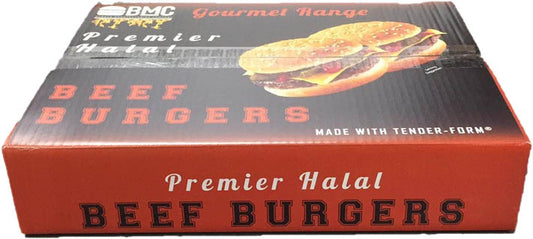 BMC
Gourmet Range
Premier
Halal
BEEF
BURGERS
MADE WITH TENDER-FORM®
Premier Halal
BEEF BURGERS